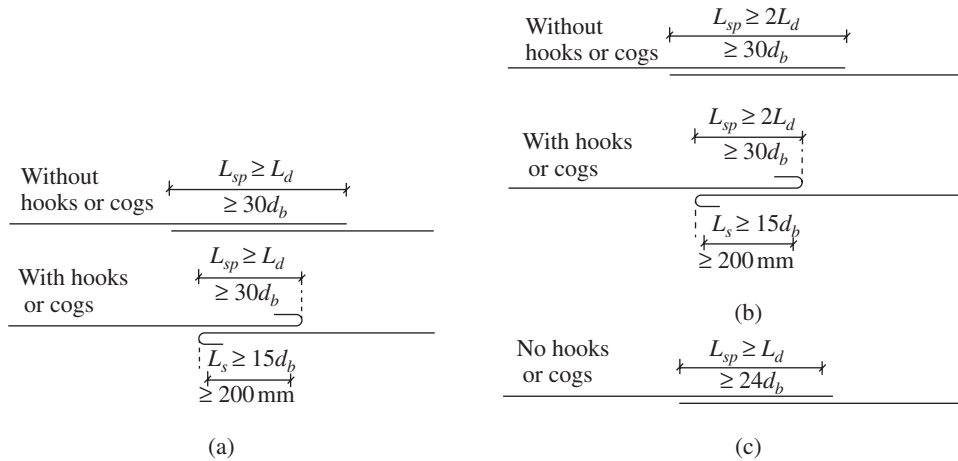 Without
hooks or cogs
L_sp ≥ L_d
≥ 30d_b
With hooks
or cogs
L_sp ≥ L_d
≥ 30d_b
L_s ≥ 15d_b
≥ 200 mm
(a)
Without
hooks or cogs
L_sp ≥ 2L_d
≥ 30d_b
With hooks
or cogs
L_sp ≥ 2L_d
≥ 30d_b
L_s ≥ 15d_b
≥ 200 mm
(b)
No hooks
or cogs
L_sp ≥ L_d
≥ 24d_b
(c)